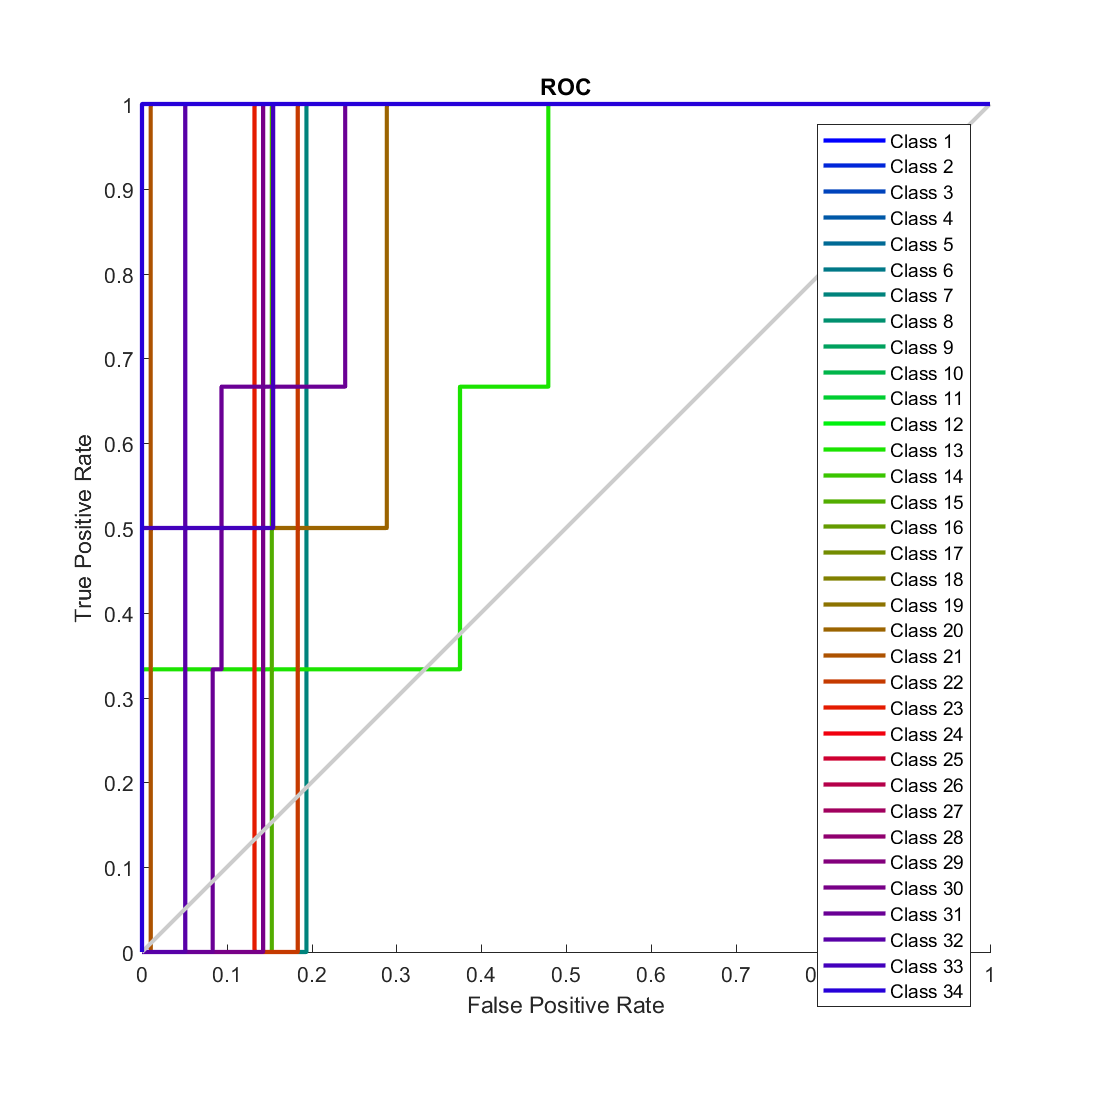 ROC
1
0.9
0.8
0.7
0.6
0.5
0.4
0.3
0.2
0.1
0
True Positive Rate
0 0.1 0.2 0.3 0.4 0.5 0.6 0.7 0 1
False Positive Rate
Class 1
Class 2
Class 3
Class 4
Class 5
Class 6
Class 7
Class 8
Class 9
Class 10
Class 11
Class 12
Class 13
Class 14
Class 15
Class 16
Class 17
Class 18
Class 19
Class 20
Class 21
Class 22
Class 23
Class 24
Class 25
Class 26
Class 27
Class 28
Class 29
Class 30
Class 31
Class 32
Class 33
Class 34